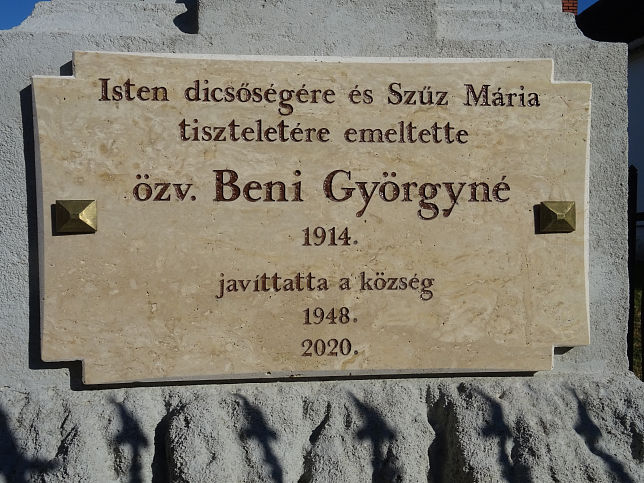 Isten dicsőségére és Szűz Mária
tiszteletére emeltette
özv. Beni Györgyné
1914.
javíttatta a község
1948.
2020.